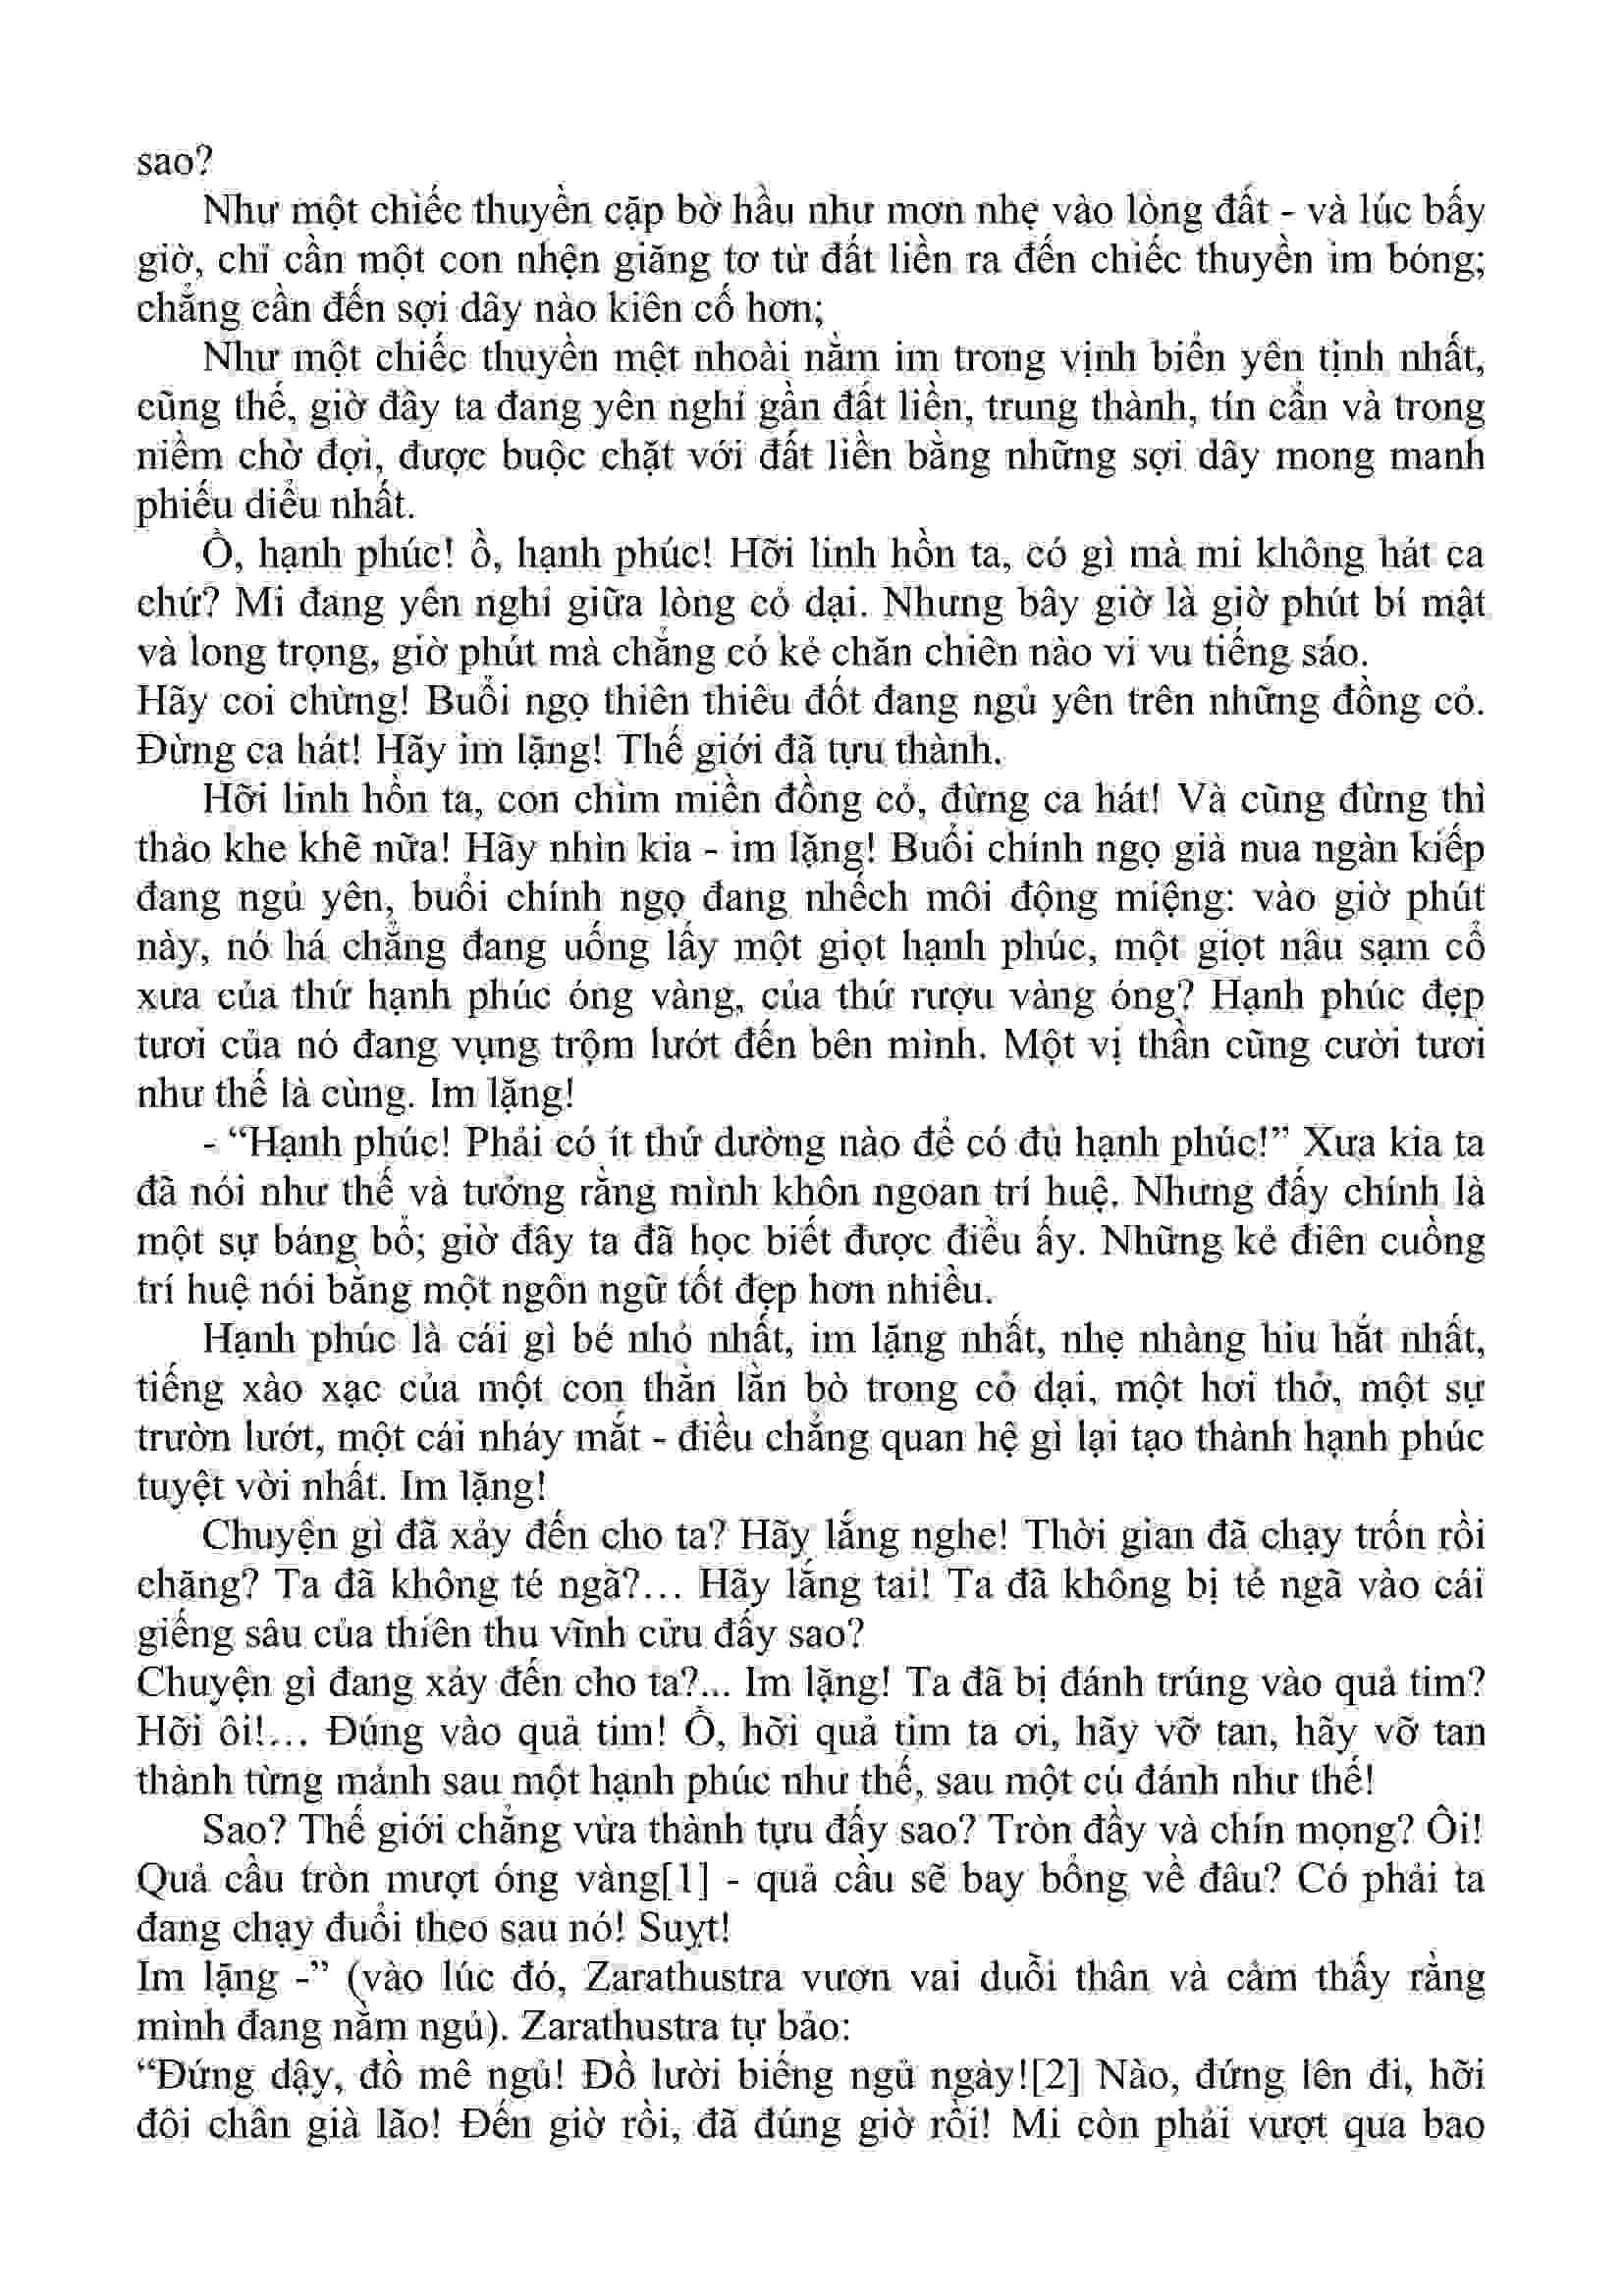 sao?
Như một chiếc thuyền cặp bờ hầu như mơn nhẹ vào lòng đất - và lúc bấy
giờ, chỉ cần một con nhện giăng tơ từ đất liền ra đến chiếc thuyền im bóng;
chẳng cần đến sợi dây nào kiên cố hơn;
Như một chiếc thuyền mệt nhoài nằm im trong vịnh biển yên tịnh nhất,
cũng thế, giờ đây ta đang yên nghỉ gần đất liền, trung thành, tín cẩn và trong
niềm chờ đợi, được buộc chặt với đất liền bằng những sợi dây mong manh
phiếu diểu nhất.
Ồ, hạnh phúc! ồ, hạnh phúc! Hỡi linh hồn ta, có gì mà mi không hát ca
chứ? Mi đang yên nghỉ giữa lòng cỏ dại. Nhưng bây giờ là giờ phút bí mật
và long trọng, giờ phút mà chẳng có kẻ chăn chiên nào vi vu tiếng sáo.
Hãy coi chừng! Buổi ngọ thiên thiêu đốt đang ngủ yên trên những đồng cỏ.
Đừng ca hát! Hãy im lặng! Thế giới đã tựu thành.
Hỡi linh hồn ta, con chim miền đồng cỏ, đừng ca hát! Và cũng đừng thì
thào khe khẽ nữa! Hãy nhìn kia - im lặng! Buổi chính ngọ già nua ngàn kiếp
đang ngủ yên, buổi chính ngọ đang nhếch môi động miệng: vào giờ phút
này, nó há chẳng đang uống lấy một giọt hạnh phúc, một giọt nâu sạm cổ
xưa của thứ hạnh phúc óng vàng, của thứ rượu vàng óng? Hạnh phúc đẹp
tươi của nó đang vụng trộm lướt đến bên mình. Một vị thần cũng cười tươi
như thế là cùng. Im lặng!
- “Hạnh phúc! Phải có ít thứ dường nào để có đủ hạnh phúc!” Xưa kia ta
đã nói như thế và tưởng rằng mình khôn ngoan trí huệ. Nhưng đấy chính là
một sự báng bổ; giờ đây ta đã học biết được điều ấy. Những kẻ điên cuồng
trí huệ nói bằng một ngôn ngữ tốt đẹp hơn nhiều.
Hạnh phúc là cái gì bé nhỏ nhất, im lặng nhất, nhẹ nhàng hiu hắt nhất,
tiếng xào xạc của một con thằn lằn bò trong cỏ dại, một hơi thở, một sự
trườn lướt, một cái nháy mắt - điều chẳng quan hệ gì lại tạo thành hạnh phúc
tuyệt vời nhất. Im lặng!
Chuyện gì đã xảy đến cho ta? Hãy lắng nghe! Thời gian đã chạy trốn rồi
chăng? Ta đã không té ngã?... Hãy lắng tai! Ta đã không bị té ngã vào cái
giếng sâu của thiên thu vĩnh cửu đấy sao?
Chuyện gì đang xảy đến cho ta?... Im lặng! Ta đã bị đánh trúng vào quả tim?
Hỡi ôi!... Đúng vào quả tim! Ồ, hỡi quả tim ta ơi, hãy vỡ tan, hãy vỡ tan
thành từng mảnh sau một hạnh phúc như thế, sau một cú đánh như thế!
Sao? Thế giới chẳng vừa thành tựu đấy sao? Tròn đầy và chín mọng? Ôi!
Quả cầu tròn mượt óng vàng[1] - quả cầu sẽ bay bổng về đâu? Có phải ta
đang chạy đuổi theo sau nó! Suỵt!
Im lặng -” (vào lúc đó, Zarathustra vươn vai duỗi thân và cảm thấy rằng
mình đang nằm ngủ). Zarathustra tự bảo:
“Đứng dậy, đồ mê ngủ! Đồ lười biếng ngủ ngày![2] Nào, đứng lên đi, hỡi
đôi chân già lão! Đến giờ rồi, đã đúng giờ rồi! Mi còn phải vượt qua bao